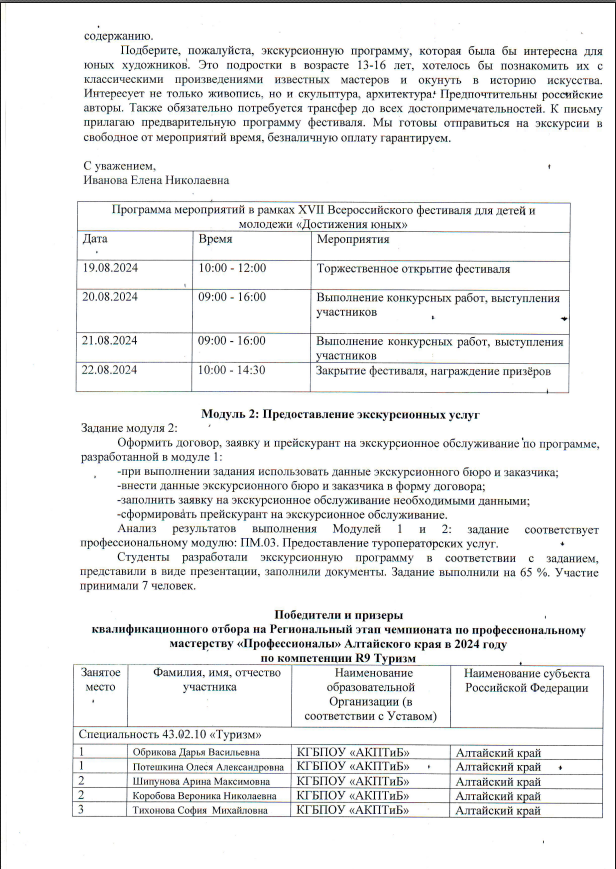 содержанию.
Подберите, пожалуйста, экскурсионную программу, которая была бы интересна для
юных художников. Это подростки в возрасте 13-16 лет, хотелось бы познакомить их с
классическими произведениями известных мастеров и окунуть в историю искусства.
Интересует не только живопись, но и скульптура, архитектура. Предпочтительны российские
авторы. Также обязательно потребуется трансфер до всех достопримечательностей. К письму
прилагаю предварительную программу фестиваля. Мы готовы отправиться на экскурсии в
свободное от мероприятий время, безналичную оплату гарантируем.
С уважением,
Иванова Елена Николаевна
Программа мероприятий в рамках XVII Всероссийского фестиваля для детей и
молодежи «Достижения юных»
Дата Время Мероприятия
19.08.2024 10:00 - 12:00 Торжественное открытие фестиваля
20.08.2024 09:00 - 16:00 Выполнение конкурсных работ, выступления
участников
21.08.2024 09:00 - 16:00 Выполнение конкурсных работ, выступления
участников
22.08.2024 10:00 - 14:30 Закрытие фестиваля, награждение призёров
Модуль 2: Предоставление экскурсионных услуг
Задание модуля 2:
Оформить договор, заявку и прейскурант на экскурсионное обслуживание по программе,
разработанной в модуле 1:
-при выполнении задания использовать данные экскурсионного бюро и заказчика;
-внести данные экскурсионного бюро и заказчика в форму договора;
-заполнить заявку на экскурсионное обслуживание необходимыми данными;
-сформировать прейскурант на экскурсионное обслуживание.
Анализ результатов выполнения Модулей 1 и 2: задание соответствует
профессиональному модулю: ПМ.03. Предоставление туроператорских услуг.
Студенты разработали экскурсионную программу в соответствии с заданием,
представили в виде презентации, заполнили документы. Задание выполнили на 65 %. Участие
принимали 7 человек.
Победители и призеры
квалификационного отбора на Региональный этап чемпионата по профессиональному
мастерству «Профессионалы» Алтайского края в 2024 году
по компетенции R9 Туризм
Занятое Фамилия, имя, отчество Наименование Наименование субъекта
место участника образовательной Российской Федерации
Организации (в
соответствии с Уставом)
Специальность 43.02.10 «Туризм»
1 Обрикова Дарья Васильевна КГБПОУ «АКПТиБ» Алтайский край
1 Потешкина Олеся Александровна КГБПОУ «АКПТиБ» Алтайский край
2 Шипунова Арина Максимовна КГБПОУ «АКПТиБ» Алтайский край
2 Коробова Вероника Николаевна КГБПОУ «АКПТиБ» Алтайский край
3 Тихонова София Михайловна КГБПОУ «АКПТиБ» Алтайский край